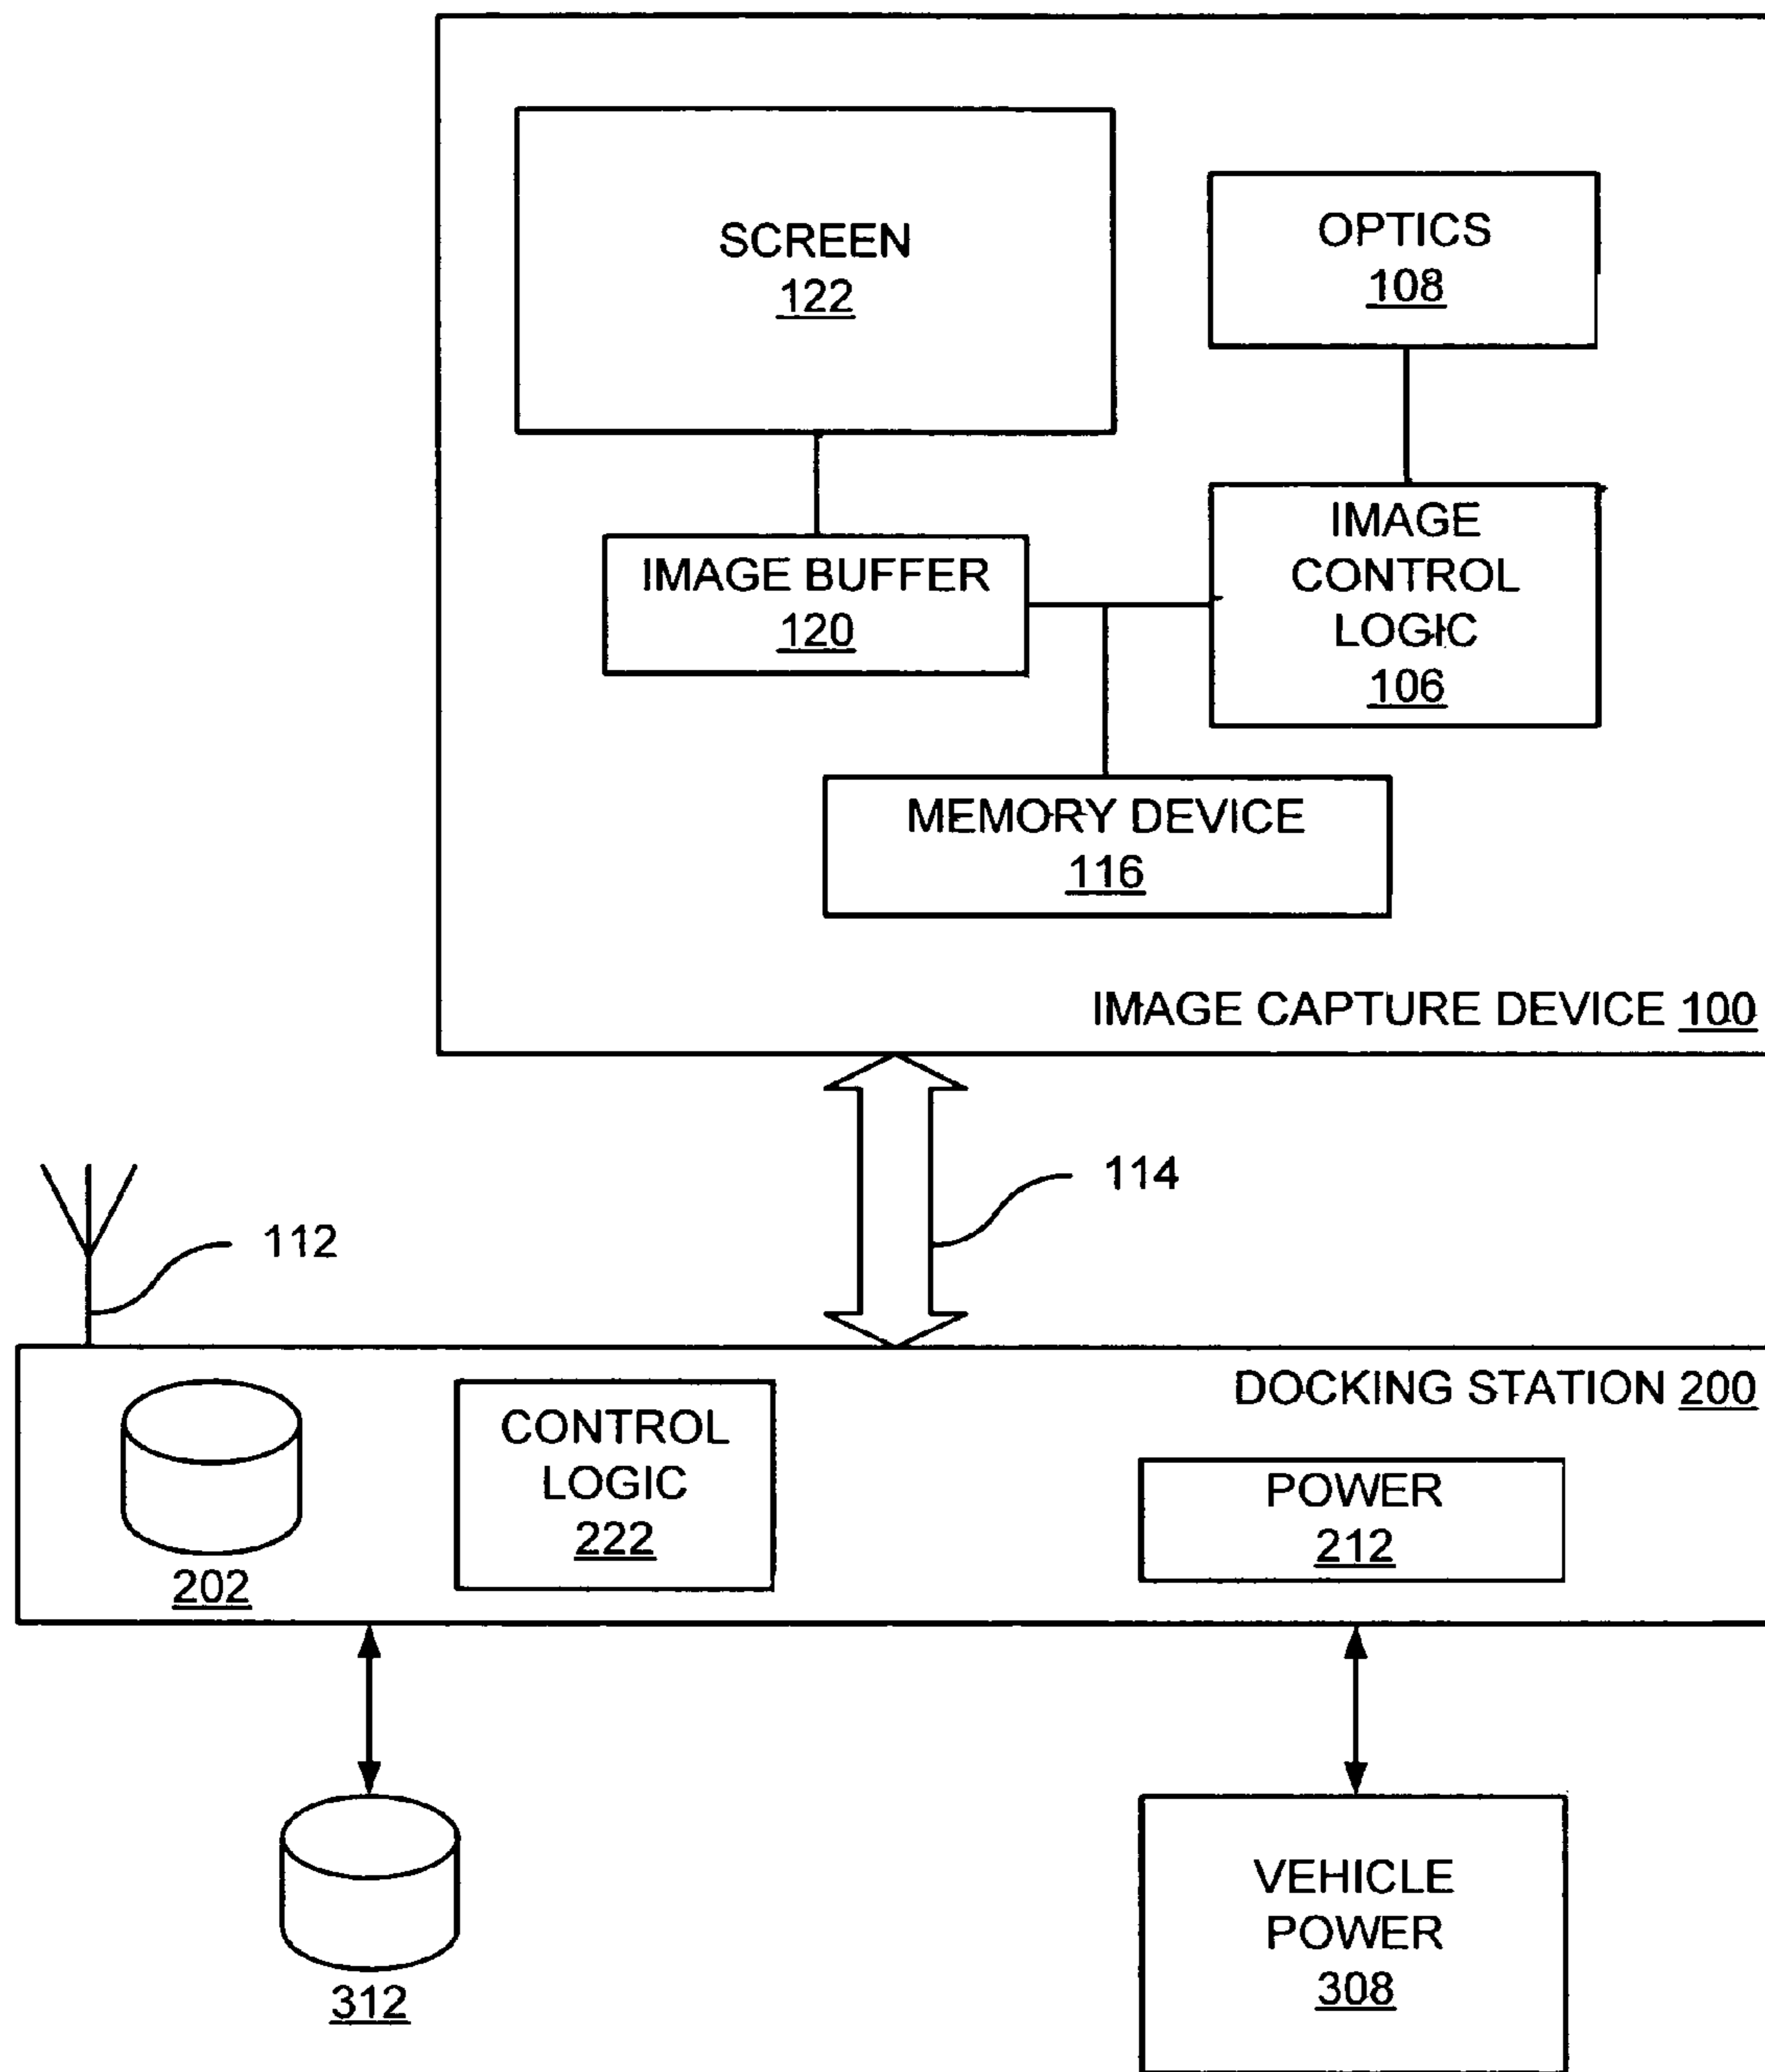 SCREEN
122
OPTICS
108
IMAGE BUFFER
120
IMAGE
CONTROL
LOGIC
106
MEMORY DEVICE
116
IMAGE CAPTURE DEVICE 100
114
112
DOCKING STATION 200
CONTROL
LOGIC
222
POWER
212
202
312
VEHICLE
POWER
308